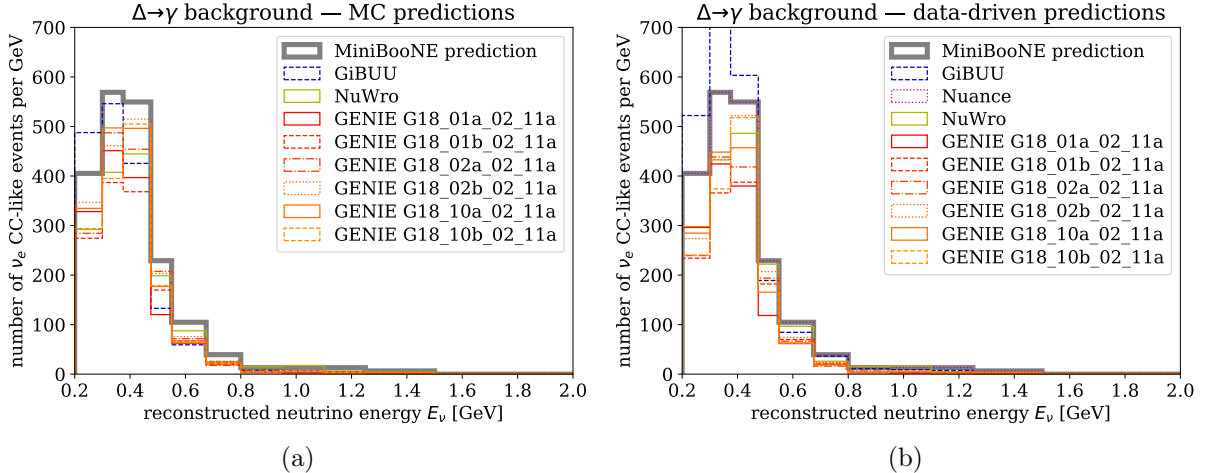 Δ→γ background — MC predictions
number of νe CC-like events per GeV
700
600
500
400
300
200
100
0
MiniBooNE prediction
GiBUU
NuWro
GENIE G18_01a_02_11a
GENIE G18_01b_02_11a
GENIE G18_02a_02_11a
GENIE G18_02b_02_11a
GENIE G18_10a_02_11a
GENIE G18_10b_02_11a
0.2 0.4 0.6 0.8 1.0 1.2 1.4 1.6 1.8 2.0
reconstructed neutrino energy Eν [GeV]
(a)
Δ→γ background — data-driven predictions
number of νe CC-like events per GeV
700
600
500
400
300
200
100
0
MiniBooNE prediction
GiBUU
Nuance
NuWro
GENIE G18_01a_02_11a
GENIE G18_01b_02_11a
GENIE G18_02a_02_11a
GENIE G18_02b_02_11a
GENIE G18_10a_02_11a
GENIE G18_10b_02_11a
0.2 0.4 0.6 0.8 1.0 1.2 1.4 1.6 1.8 2.0
reconstructed neutrino energy Eν [GeV]
(b)